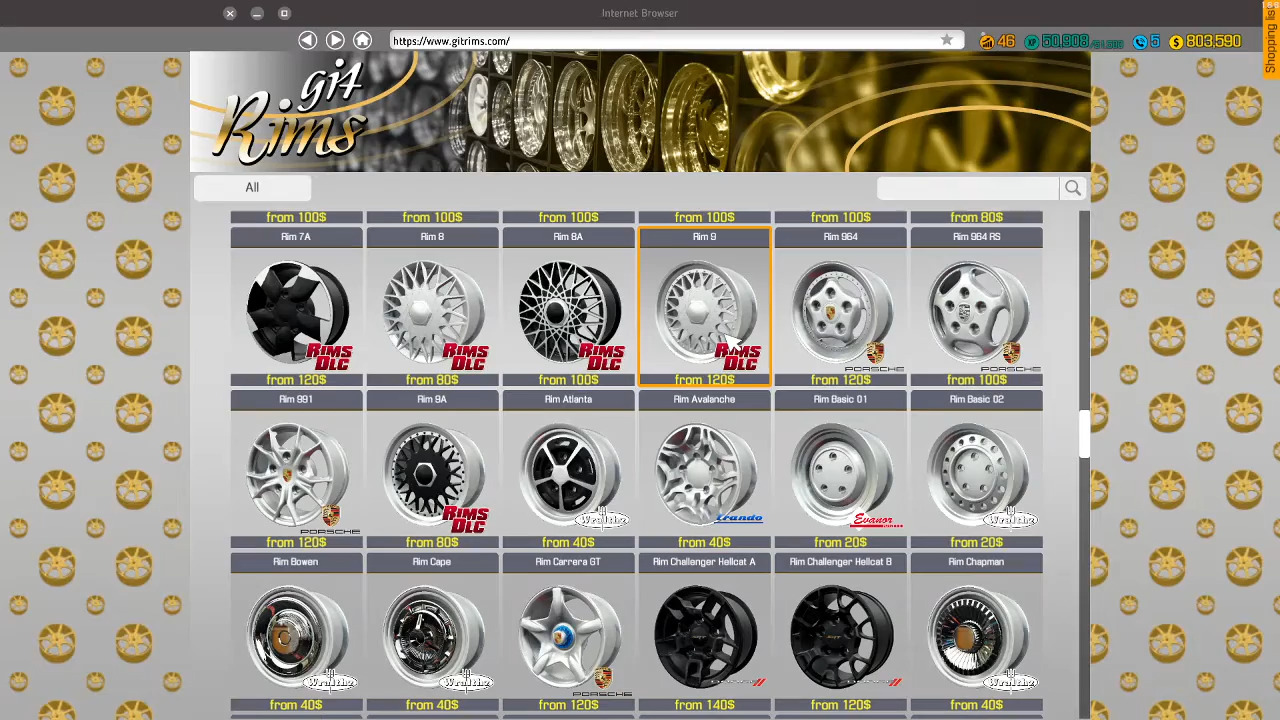 Internet Browser
https://www.gitrims.com/
46
XP 50,908
5
$ 803,590
Shopping list
git
Rims
All
from 100$ from 100$ from 100$ from 100$ from 100$ from 80$
Rim 7A Rim 8 Rim 8A Rim 9 Rim 964 Rim 964 RS
RIMS DLC RIMS DLC RIMS DLC RIMS DLC PORSCHE PORSCHE
from 120$ from 80$ from 100$ from 120$ from 120$ from 100$
Rim 991 Rim 9A Rim Atlanta Rim Avalanche Rim Basic 01 Rim Basic 02
PORSCHE RIMS DLC Evanor
from 120$ from 80$ from 40$ from 40$ from 20$ from 20$
Rim Bowen Rim Cape Rim Carrera GT Rim Challenger Hellcat A Rim Challenger Hellcat B Rim Chapman
PORSCHE
from 40$ from 40$ from 120$ from 140$ from 120$ from 40$